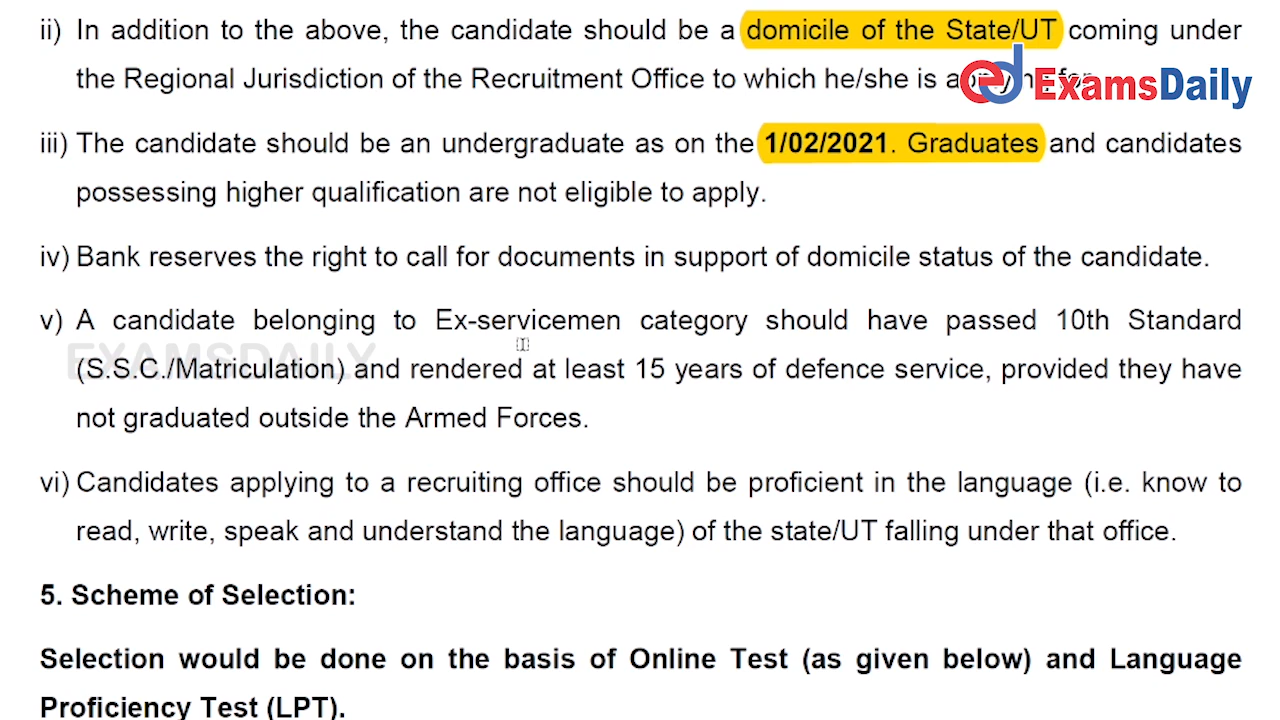 ii) In addition to the above, the candidate should be a domicile of the State/UT coming under
the Regional Jurisdiction of the Recruitment Office to which he/she is applying for.
ExamsDaily
iii) The candidate should be an undergraduate as on the 1/02/2021. Graduates and candidates
possessing higher qualification are not eligible to apply.
iv) Bank reserves the right to call for documents in support of domicile status of the candidate.
v) A candidate belonging to Ex-servicemen category should have passed 10th Standard
EXAMSDAILY
(S.S.C./Matriculation) and rendered at least 15 years of defence service, provided they have
not graduated outside the Armed Forces.
vi) Candidates applying to a recruiting office should be proficient in the language (i.e. know to
read, write, speak and understand the language) of the state/UT falling under that office.
5. Scheme of Selection:
Selection would be done on the basis of Online Test (as given below) and Language
Proficiency Test (LPT).